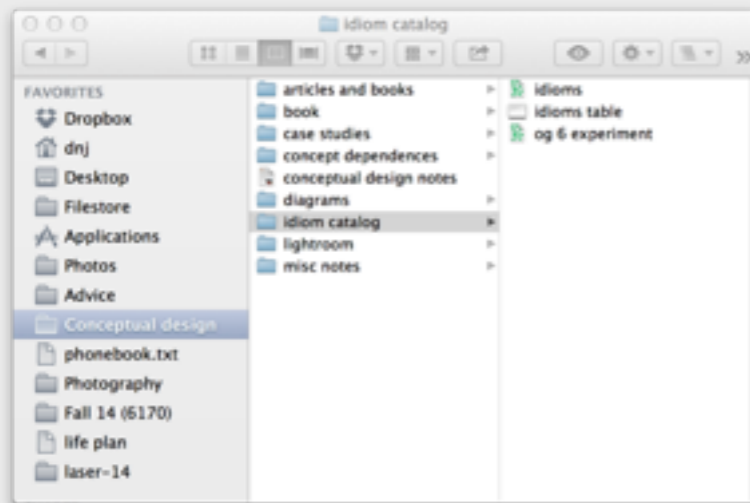 idiom catalog
FAVORITES
Dropbox
dnj
Desktop
Filestore
Applications
Photos
Advice
Conceptual design
phonebook.txt
Photography
Fall 14 (6170)
life plan
laser-14
articles and books
book
case studies
concept dependences
conceptual design notes
diagrams
idiom catalog
lightroom
misc notes
idioms
idioms table
og 6 experiment